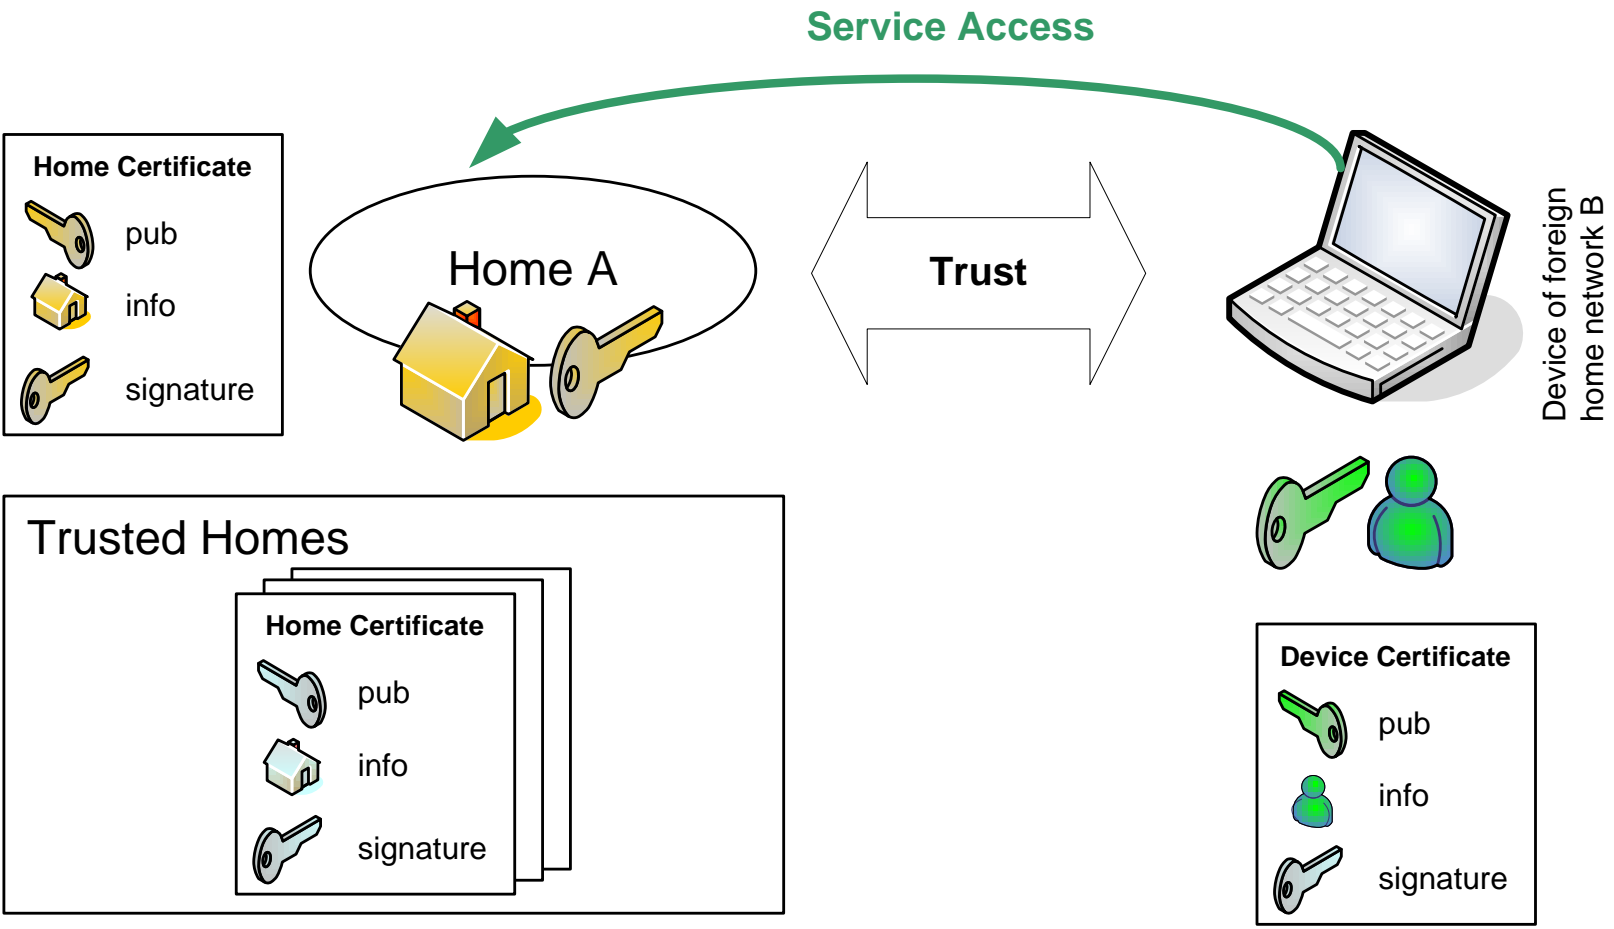 Service Access
Home Certificate
pub
info
signature
Home A
Trust
Device of foreign
home network B
Trusted Homes
Home Certificate
pub
info
signature
Device Certificate
pub
info
signature